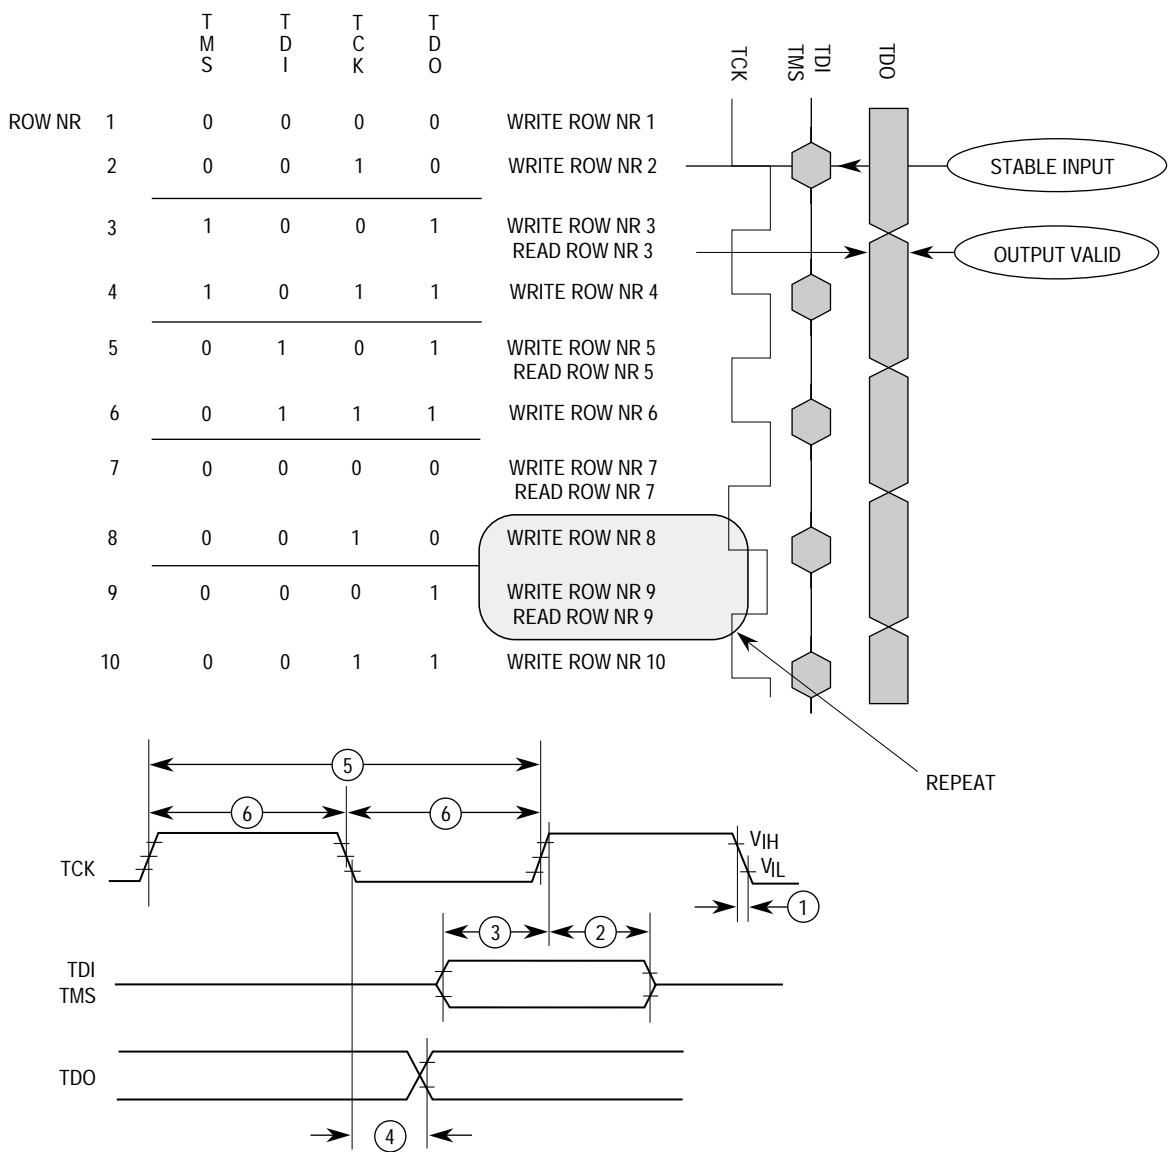 TMS TDI TCK TDO
TCK TMS TDI TDO
ROW NR 1 0 0 0 0 WRITE ROW NR 1
2 0 0 1 0 WRITE ROW NR 2
STABLE INPUT
3 1 0 0 1 WRITE ROW NR 3
READ ROW NR 3
OUTPUT VALID
4 1 0 1 1 WRITE ROW NR 4
5 0 1 0 1 WRITE ROW NR 5
READ ROW NR 5
6 0 1 1 1 WRITE ROW NR 6
7 0 0 0 0 WRITE ROW NR 7
READ ROW NR 7
8 0 0 1 0 WRITE ROW NR 8
9 0 0 0 1 WRITE ROW NR 9
READ ROW NR 9
10 0 0 1 1 WRITE ROW NR 10
REPEAT
5
6 6
TCK
VIH
VIL
1
3 2
TDI
TMS
TDO
4